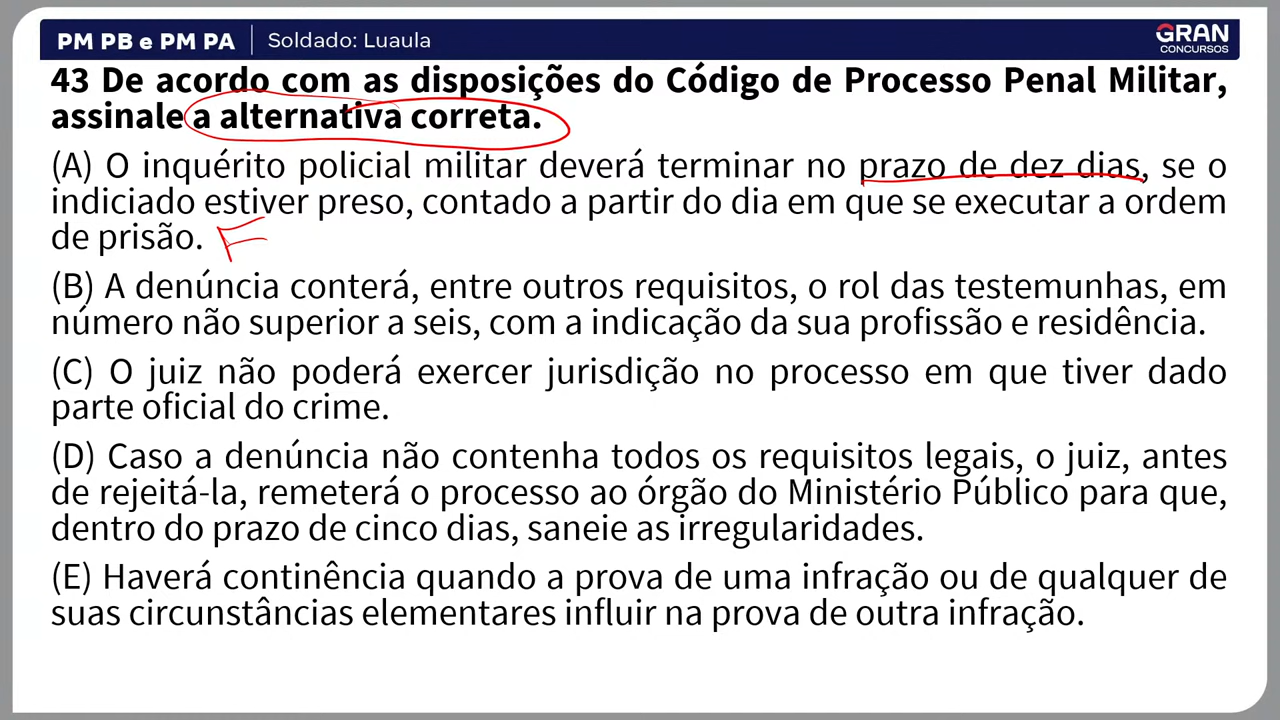 PM PB e PM PA | Soldado: Luaula
GRAN
CONCURSOS
43 De acordo com as disposições do Código de Processo Penal Militar,
assinale a alternativa correta.
(A) O inquérito policial militar deverá terminar no prazo de dez dias, se o
indiciado estiver preso, contado a partir do dia em que se executar a ordem
de prisão. F
(B) A denúncia conterá, entre outros requisitos, o rol das testemunhas, em
número não superior a seis, com a indicação da sua profissão e residência.
(C) O juiz não poderá exercer jurisdição no processo em que tiver dado
parte oficial do crime.
(D) Caso a denúncia não contenha todos os requisitos legais, o juiz, antes
de rejeitá-la, remeterá o processo ao órgão do Ministério Público para que,
dentro do prazo de cinco dias, saneie as irregularidades.
(E) Haverá continência quando a prova de uma infração ou de qualquer de
suas circunstâncias elementares influir na prova de outra infração.